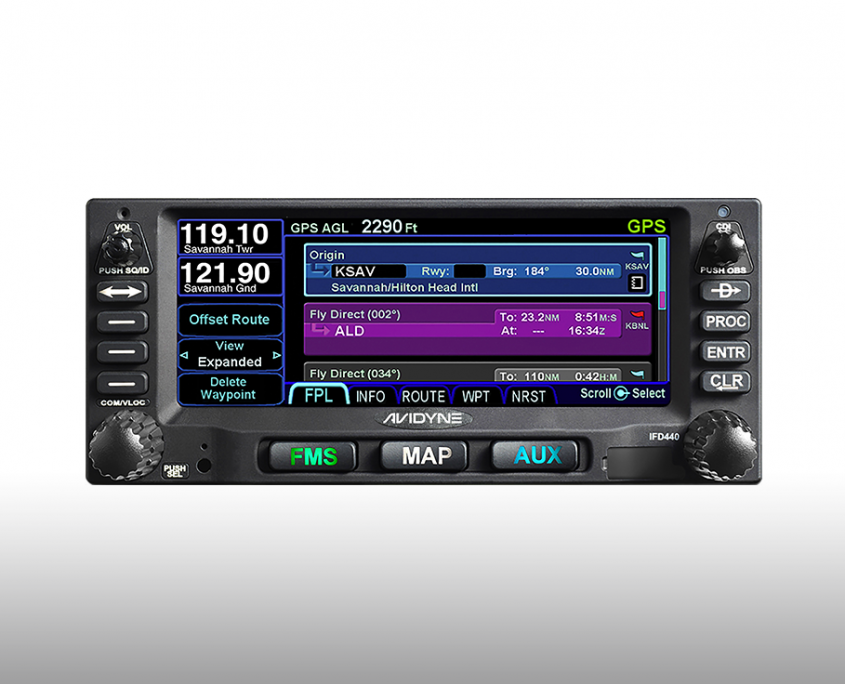 VOL
PUSH SQ/ID
COM/VLOC
PUSH
SEL
119.10
Savannah Twr
121.90
Savannah Gnd
Offset Route
View
Expanded
Delete
Waypoint
GPS AGL 2290 Ft
GPS
Origin
KSAV Rwy: Brg: 184° 30.0NM
Savannah/Hilton Head Intl
KSAV
Fly Direct (002°) To: 23.2NM 8:51M:S
ALD At: --- 16:34Z
KBNL
Fly Direct (034°) To: 110NM 0:42H:M
FPL INFO ROUTE WPT NRST Scroll Select
AVIDYNE
FMS MAP AUX
IFD440
CDI
PUSH OBS
D
PROC
ENTR
CLR